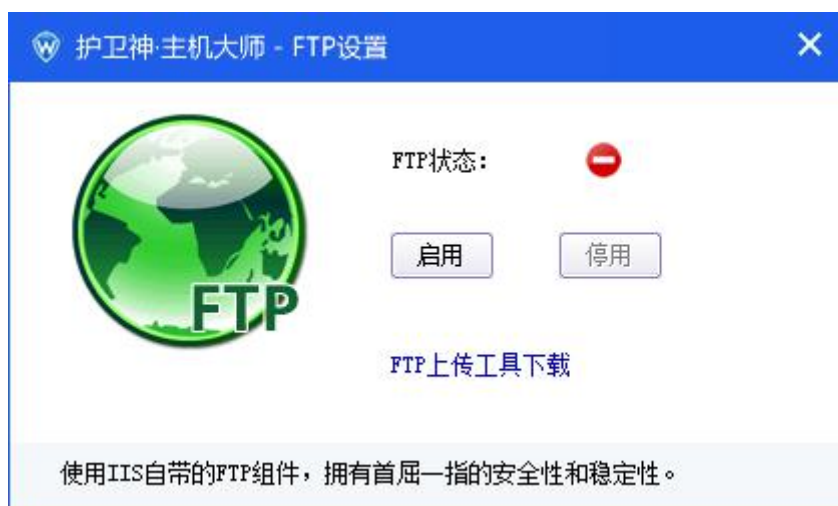 护卫神·主机大师 - FTP设置
FTP状态：
启用
停用
FTP
FTP上传工具下载
使用IIS自带的FTP组件，拥有首屈一指的安全性和稳定性。